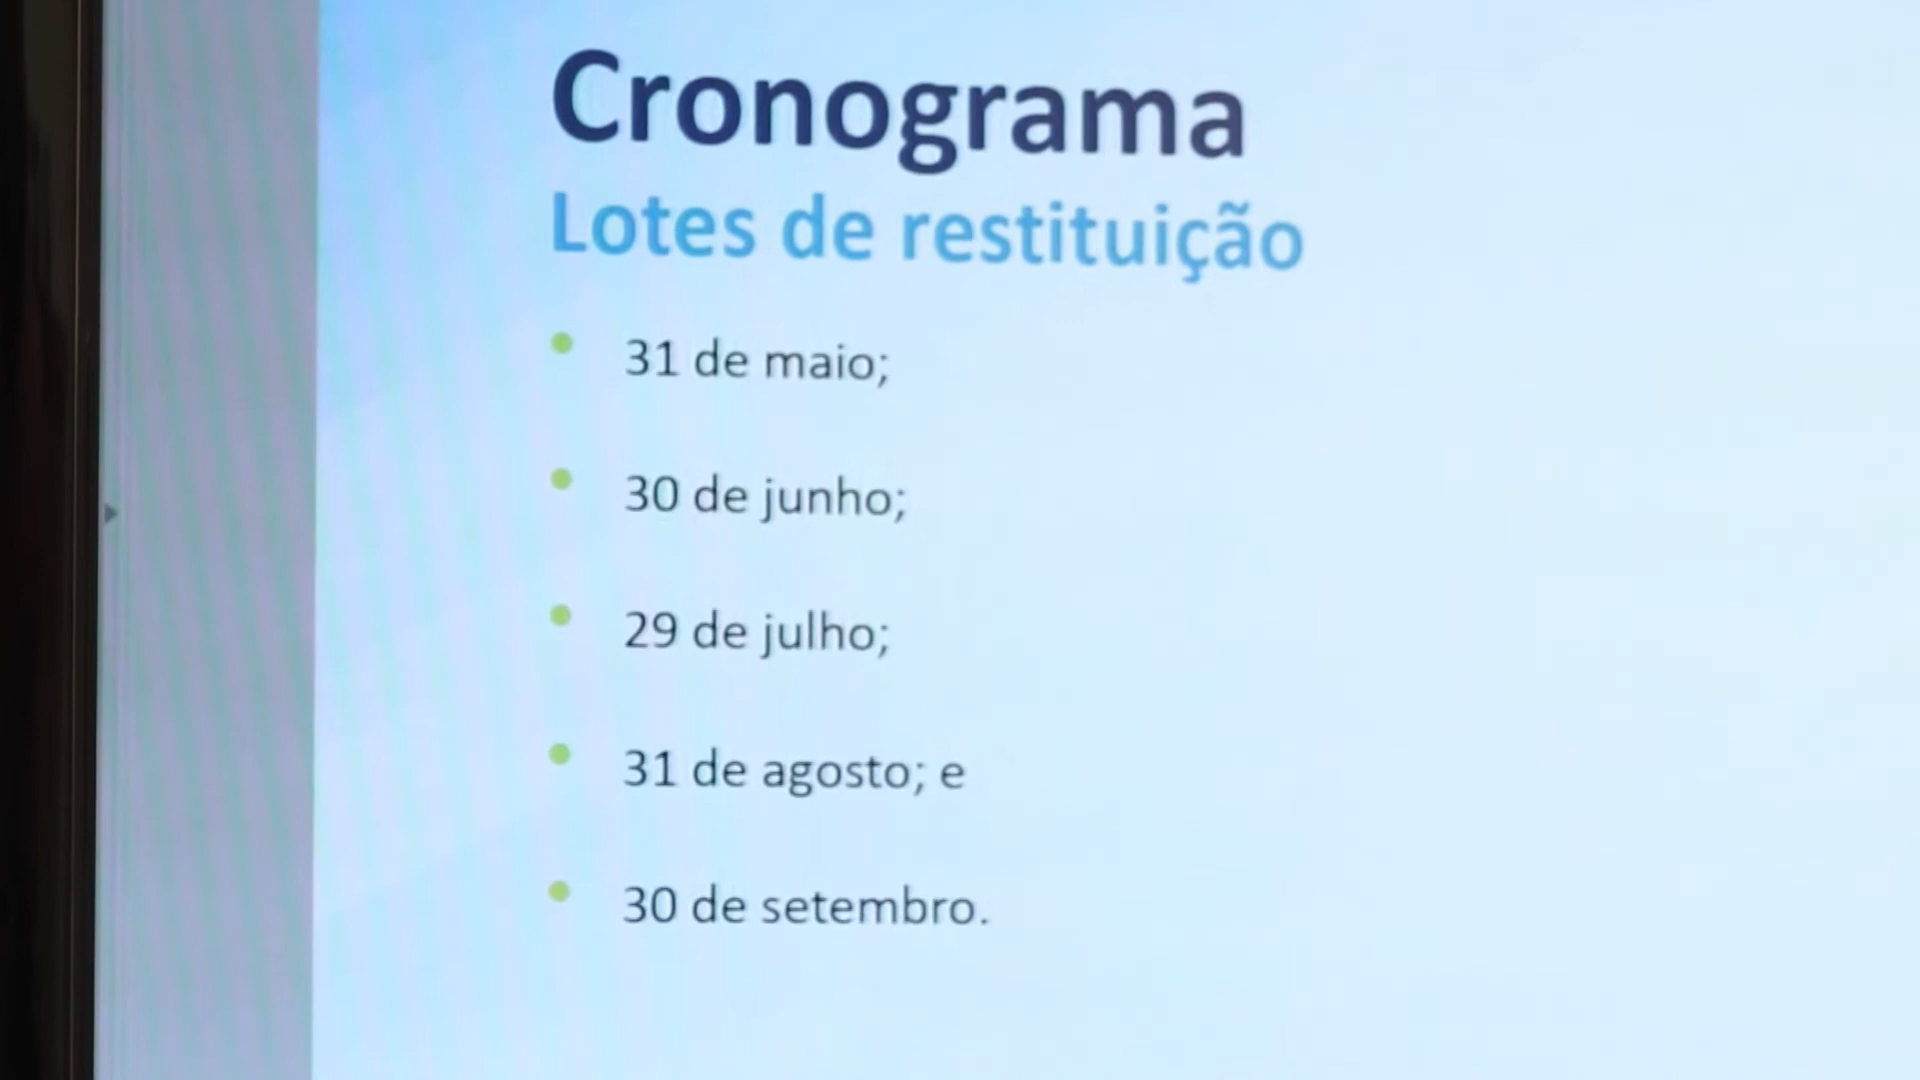 Cronograma
Lotes de restituição
31 de maio;
30 de junho;
29 de julho;
31 de agosto; e
30 de setembro.